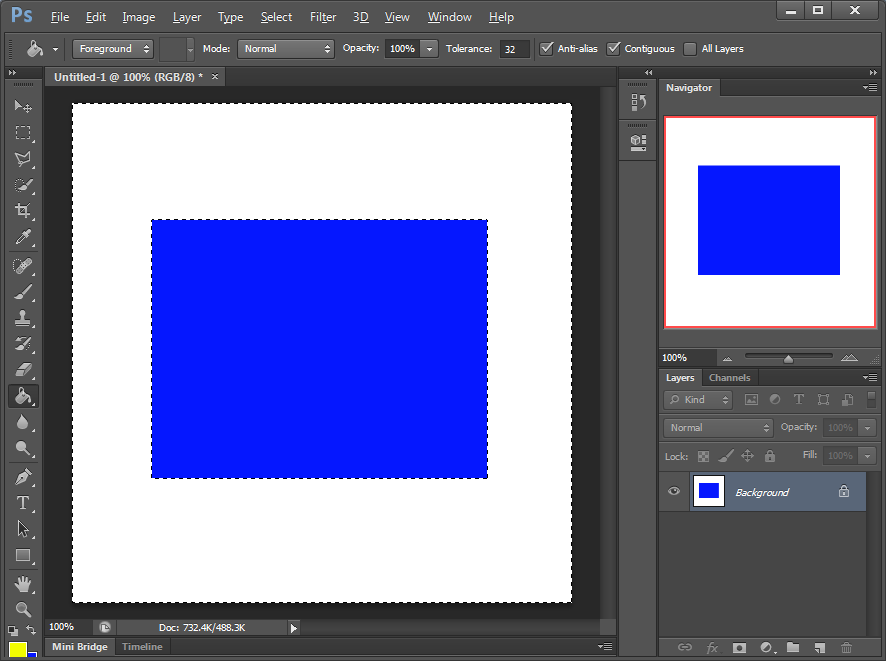 Ps File Edit Image Layer Type Select Filter 3D View Window Help
Foreground Mode: Normal Opacity: 100% Tolerance: 32 Anti-alias Contiguous All Layers
Untitled-1 @ 100% (RGB/8) * ×
Navigator
100%
Layers Channels
Kind
Normal Opacity: 100%
Lock: Fill: 100%
Background
fx
100% Doc: 732.4K/488.3K
Mini Bridge Timeline